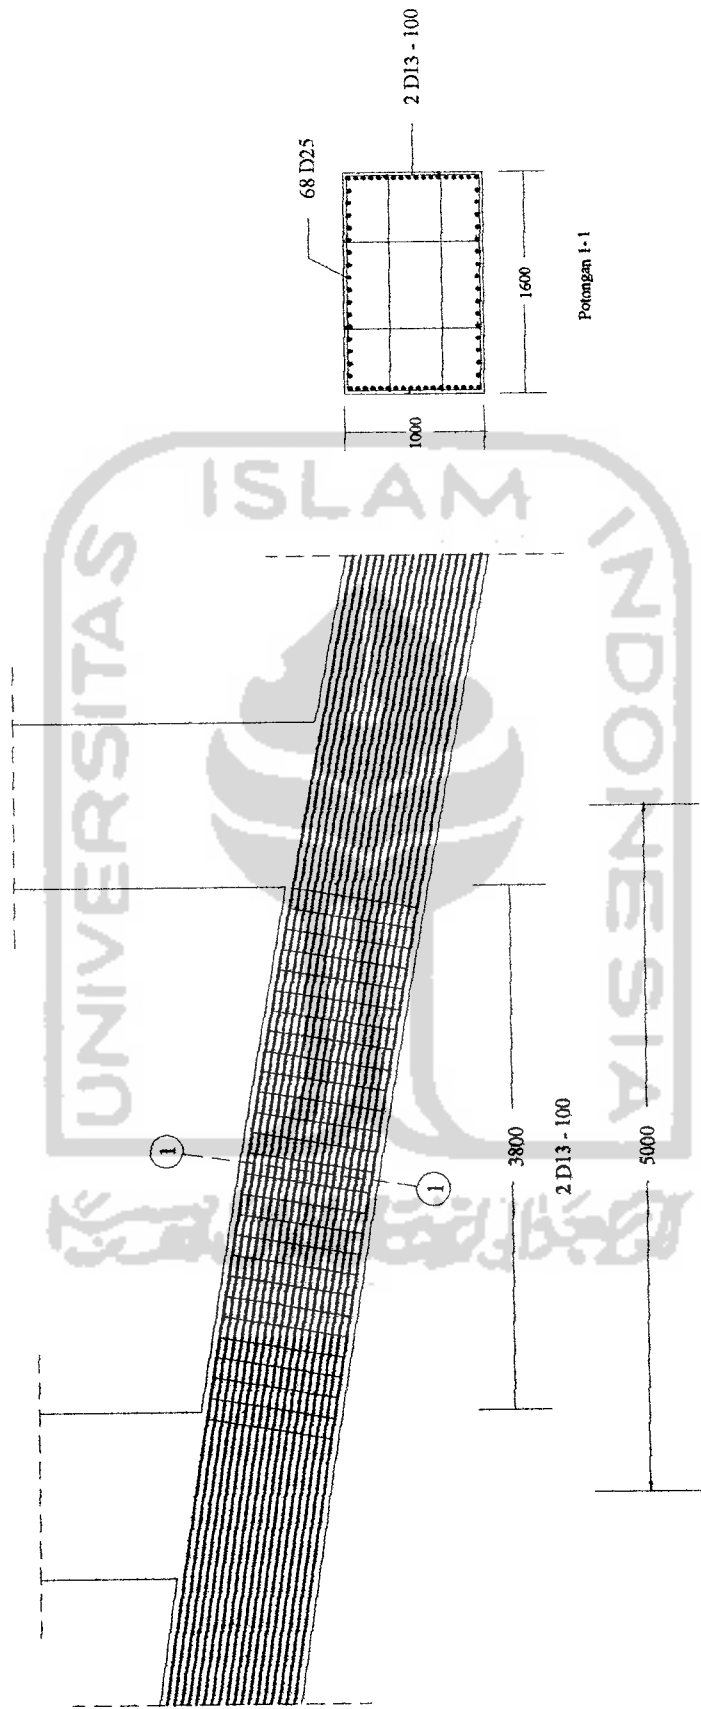 2 D13 - 100
68 D25
1600
Potongan 1-1
1000
ISLAM
UNIVERSITAS
INDONESIA
1
1
3800
2 D13 - 100
5000